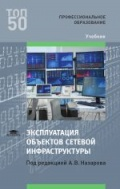 ТОП
50
ПРОФЕССИОНАЛЬНОЕ
ОБРАЗОВАНИЕ
Учебник
ЭКСПЛУАТАЦИЯ
ОБЪЕКТОВ СЕТЕВОЙ
ИНФРАСТРУКТУРЫ
Под редакцией А. В. Назарова